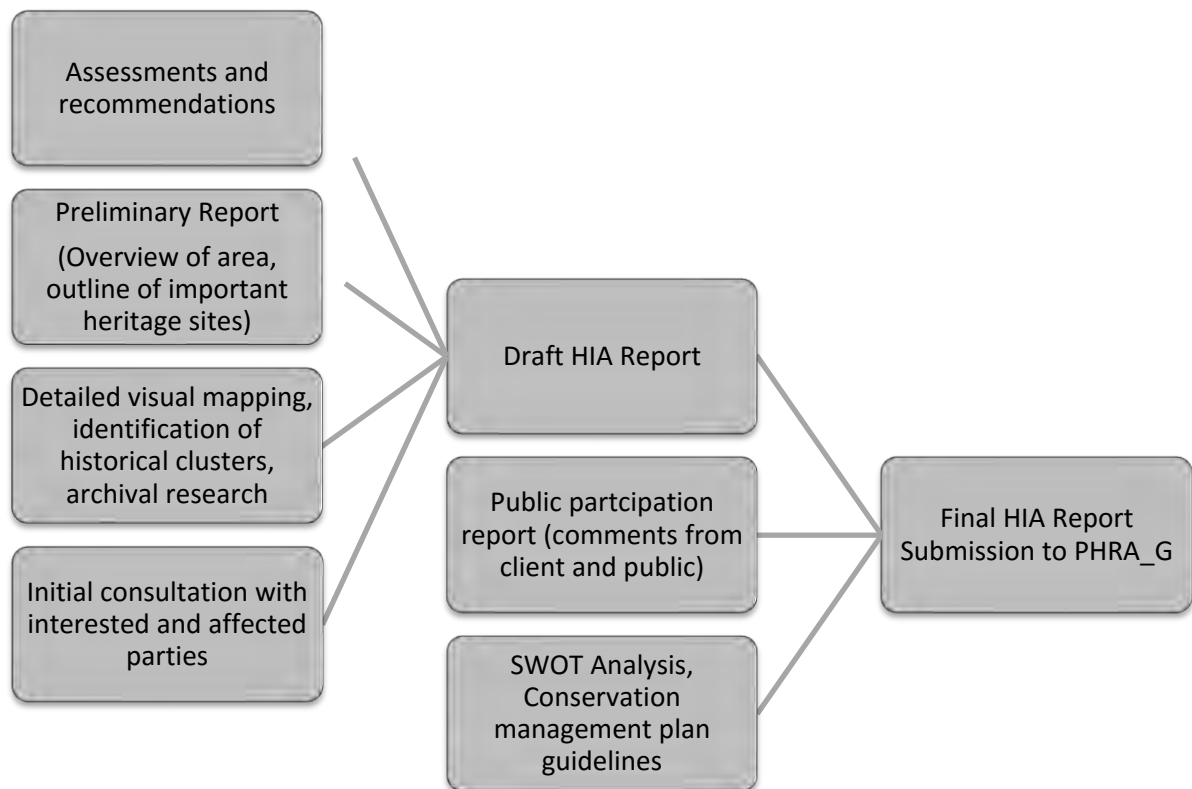 Assessments and
recommendations
Preliminary Report
(Overview of area,
outline of important
heritage sites)
Detailed visual mapping,
identification of
historical clusters,
archival research
Initial consultation with
interested and affected
parties
Draft HIA Report
Public partcipation
report (comments from
client and public)
SWOT Analysis,
Conservation
management plan
guidelines
Final HIA Report
Submission to PHRA_G